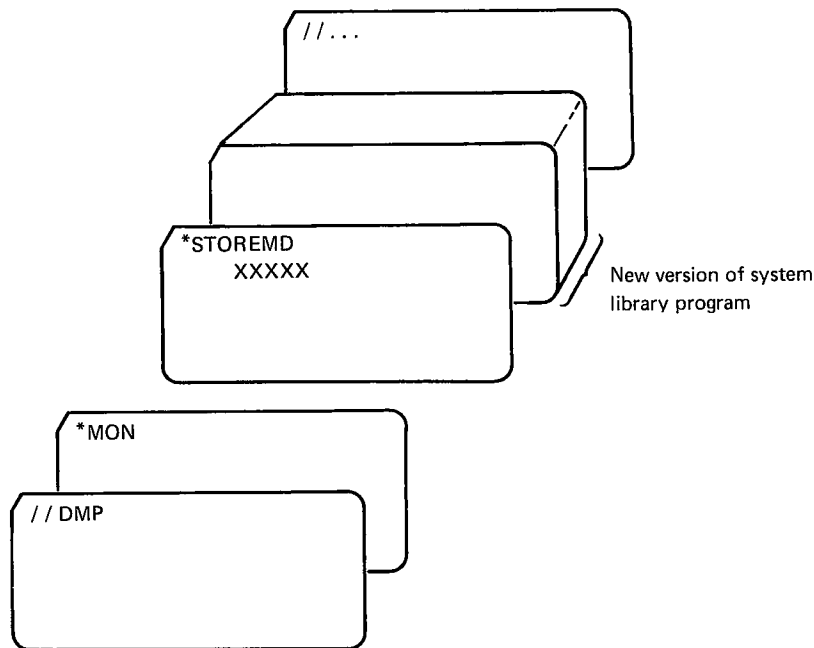 //...
*STOREMD
XXXXX
New version of system
library program
*MON
//DMP